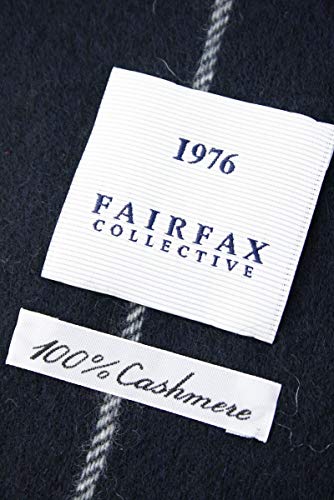 1976
FAIRFAX
COLLECTIVE
100% Cashmere